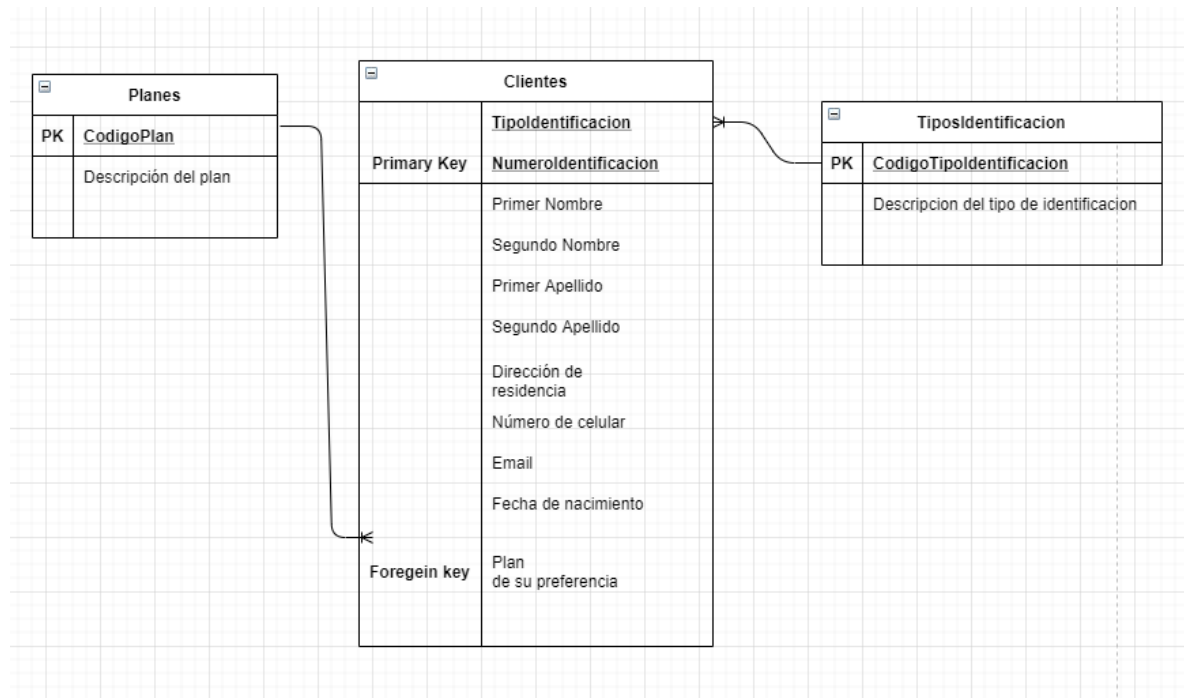 Planes
PK CodigoPlan
Descripción del plan
Clientes
TipoIdentificacion
Primary Key NumeroIdentificacion
Primer Nombre
Segundo Nombre
Primer Apellido
Segundo Apellido
Dirección de
residencia
Número de celular
Email
Fecha de nacimiento
Foregein key
Plan
de su preferencia
TiposIdentificacion
PK CodigoTipoIdentificacion
Descripcion del tipo de identificacion